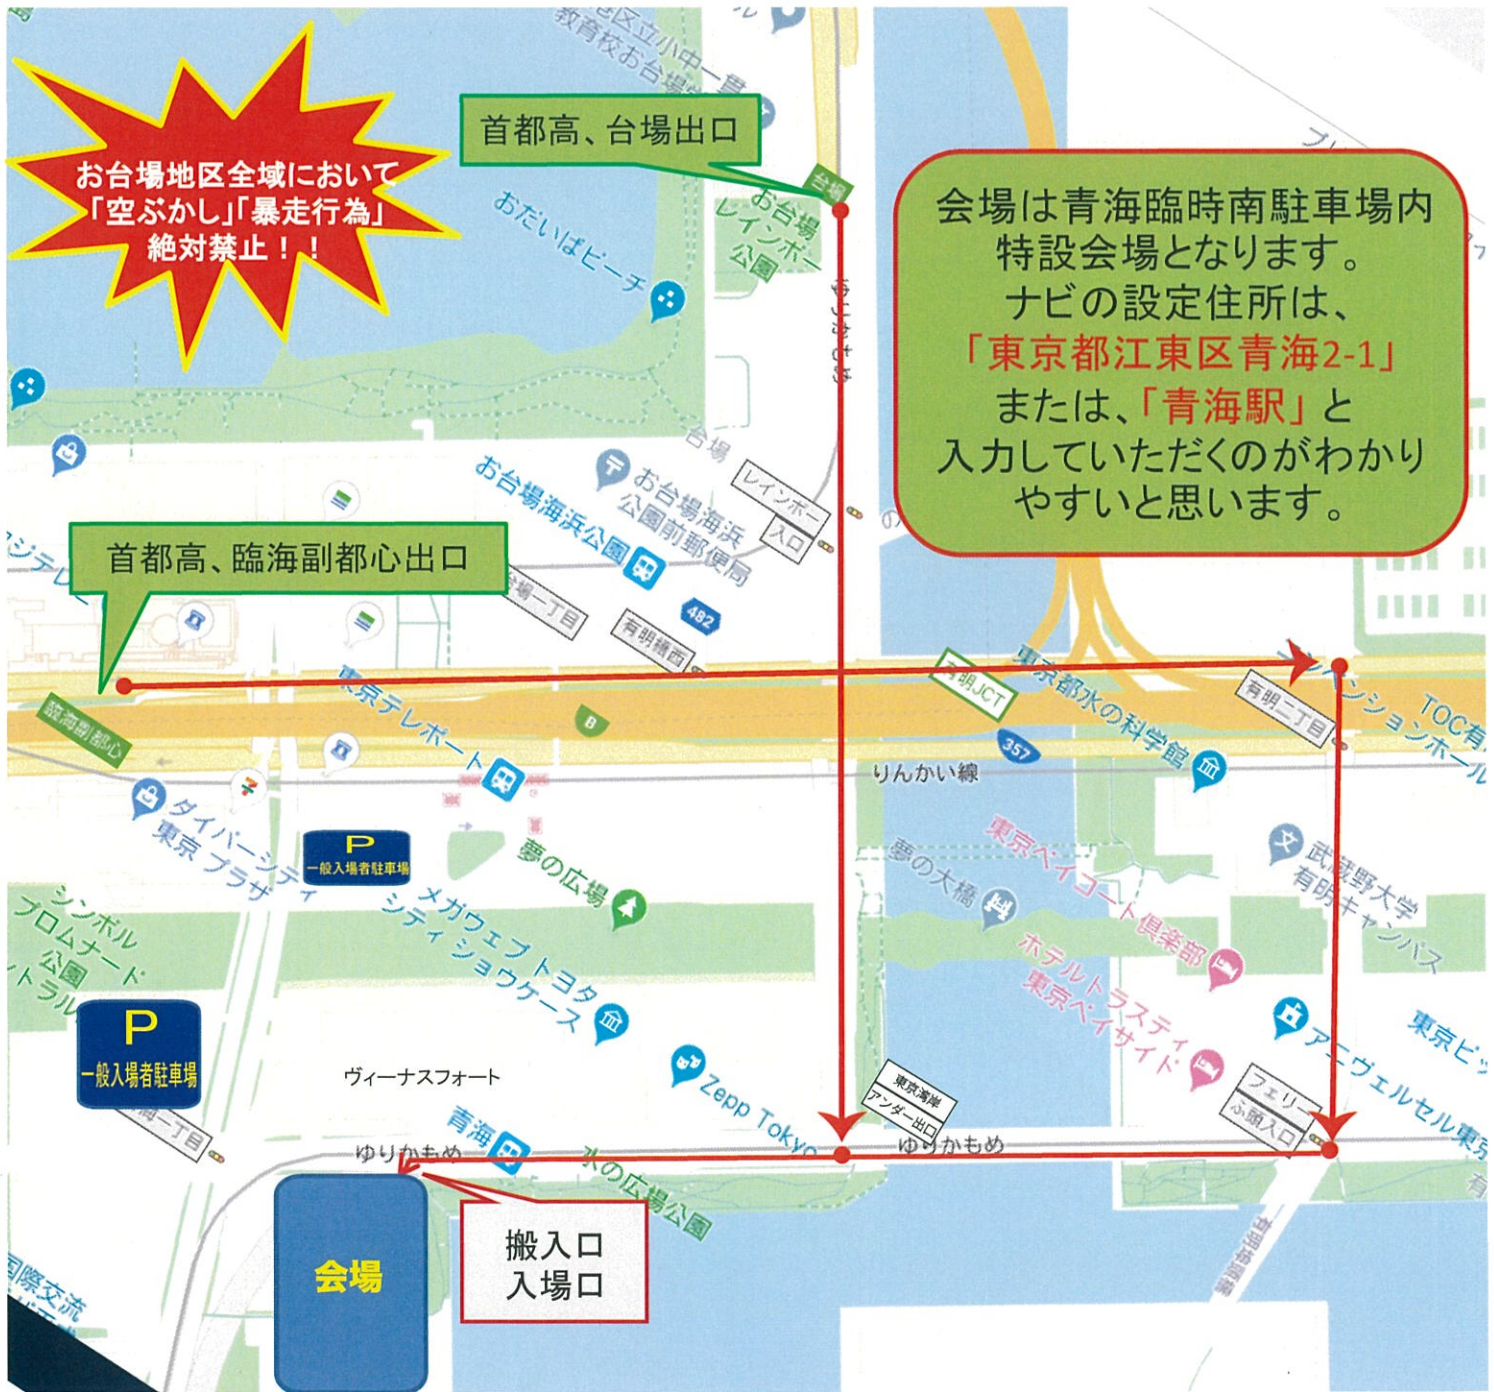 港区立小中一貫
教育校お台場学
お台場地区全域において
「空ぶかし」「暴走行為」
絶対禁止！！
首都高、台場出口
台場
お台場
レインボー
公園
おだいばビーチ
ゆりかもめ
会場は青海臨時南駐車場内
特設会場となります。
ナビの設定住所は、
「東京都江東区青海2-1」
または、「青海駅」と
入力していただくのがわかり
やすいと思います。
台場
レインボー
入口
お台場海浜
公園前郵便局
お台場海浜公園
首都高、臨海副都心出口
台場一丁目
有明橋西
482
臨海副都心
東京テレポート
B
有明JCT
東京都水の科学館
357
有明二丁目
TOC有
りんかい線
ダイバーシティ
東京 プラザ
P
一般入場者駐車場
夢の広場
夢の大橋
東京ベイコート倶楽部
武蔵野大学
有明キャンパス
シンボル
プロムナード
公園
メガウェブ トヨタ
シティ ショウケース
ホテルトラスティ
東京ベイサイド
P
一般入場者駐車場
ヴィーナスフォート
Zepp Tokyo
東京湾岸
アンダー出口
フェリー
ふ頭入口
アニヴェルセル東京
東京ビッ
青海
ゆりかもめ
ゆりかもめ
水の広場公園
会場
搬入口
入場口
国際交流